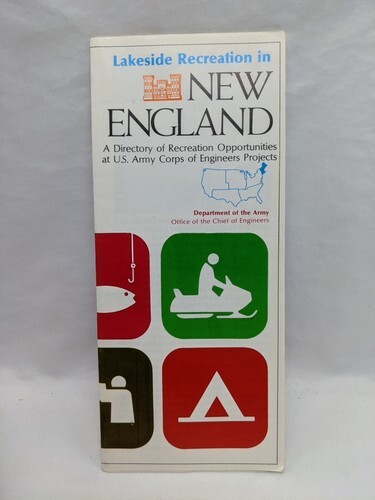 Lakeside Recreation in
NEW
ENGLAND
A Directory of Recreation Opportunities
at U.S. Army Corps of Engineers Projects
Department of the Army
Office of the Chief of Engineers